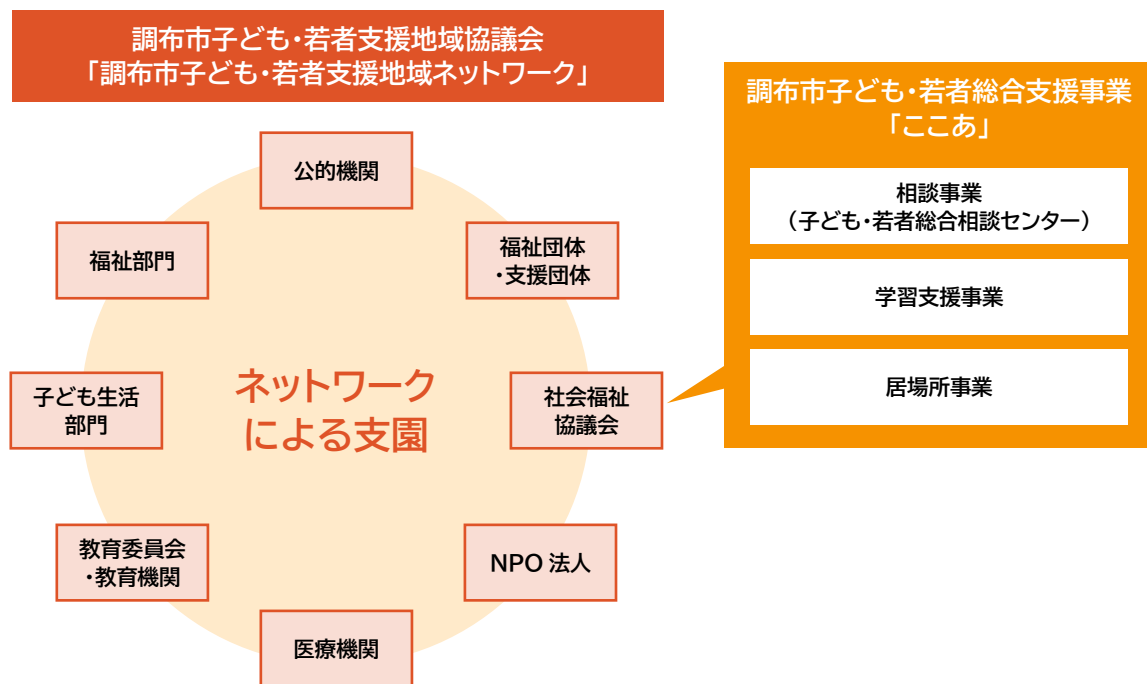 調布市子ども・若者支援地域協議会
「調布市子ども・若者支援地域ネットワーク」
調布市子ども・若者総合支援事業
「ここあ」
相談事業
（子ども・若者総合相談センター）
学習支援事業
居場所事業
公的機関
福祉団体
・支援団体
社会福祉
協議会
NPO 法人
医療機関
教育委員会
・教育機関
子ども生活
部門
福祉部門
ネットワーク
による支園